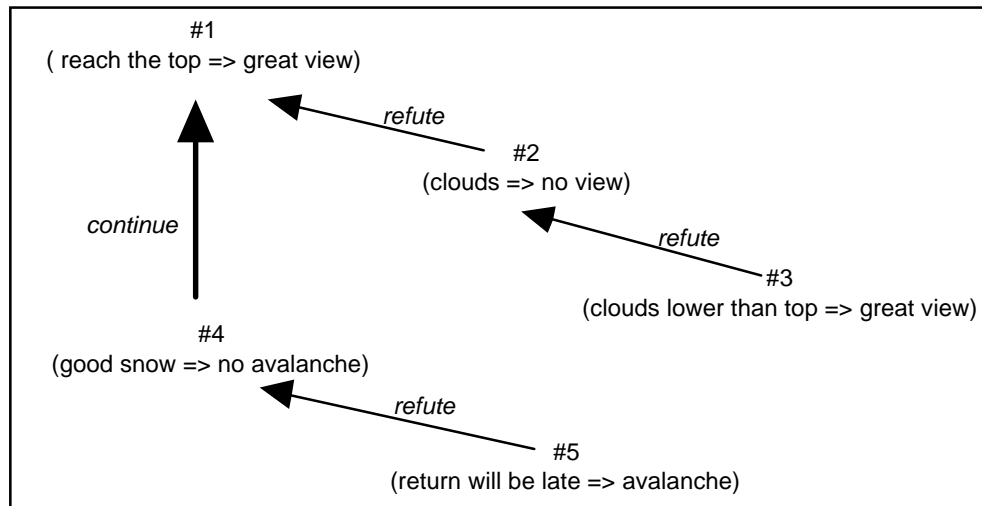 #1
( reach the top => great view)
refute
#2
(clouds => no view)
continue
refute
#3
(clouds lower than top => great view)
#4
(good snow => no avalanche)
refute
#5
(return will be late => avalanche)